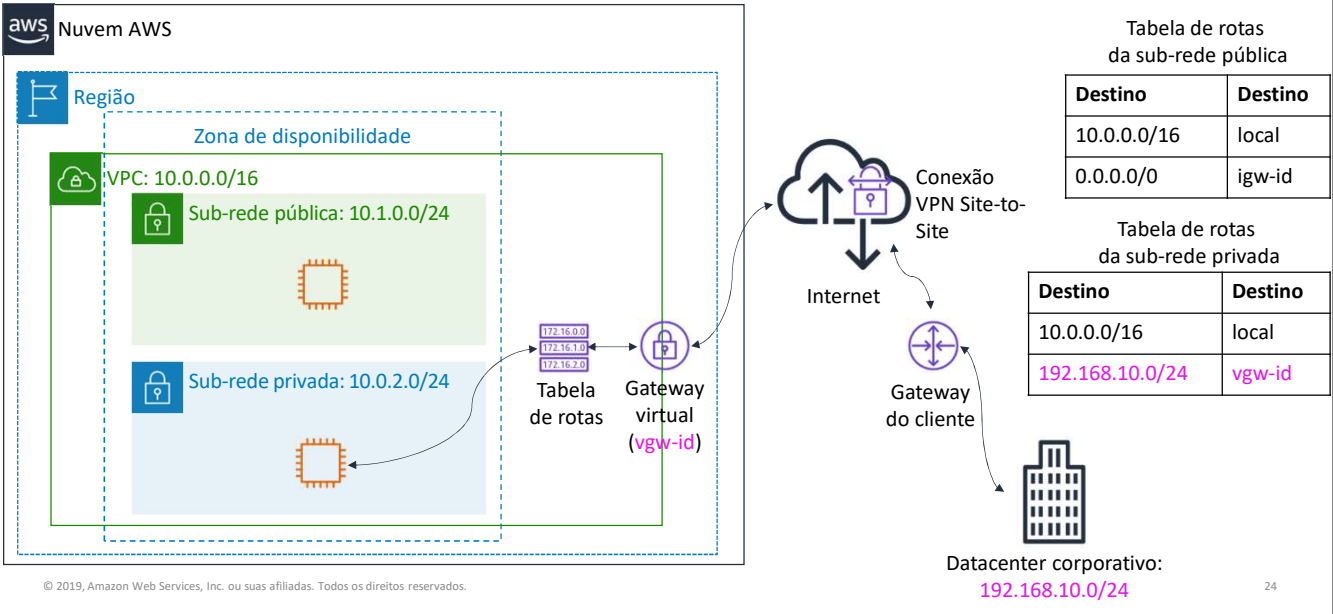 aws
Nuvem AWS
Região
Zona de disponibilidade
VPC: 10.0.0.0/16
Sub-rede pública: 10.1.0.0/24
Sub-rede privada: 10.0.2.0/24
172.16.0.0
172.16.1.0
172.16.2.0
Tabela
de rotas
Gateway
virtual
(vgw-id)
Conexão
VPN Site-to-
Site
Internet
Gateway
do cliente
Datacenter corporativo:
192.168.10.0/24
Tabela de rotas
da sub-rede pública
Destino Destino
10.0.0.0/16 local
0.0.0.0/0 igw-id
Tabela de rotas
da sub-rede privada
Destino Destino
10.0.0.0/16 local
192.168.10.0/24 vgw-id
© 2019, Amazon Web Services, Inc. ou suas afiliadas. Todos os direitos reservados.
24